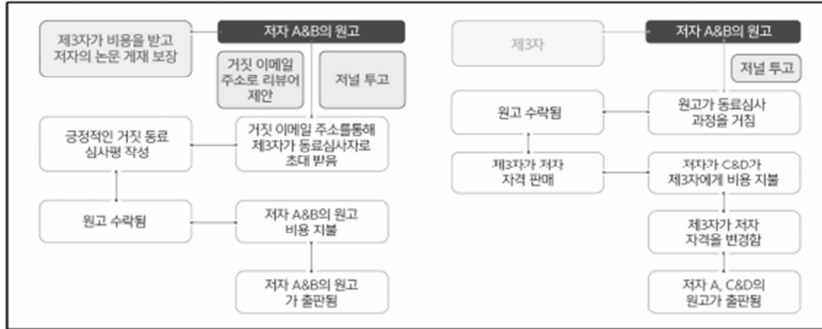 제3자가 비용을 받고
저자의 논문 게재 보장
저자 A&B의 원고
거짓 이메일
주소로 리뷰어
제안
저널 투고
긍정적인 거짓 동료
심사평 작성
거짓 이메일 주소를통해
제3자가 동료심사자로
초대 받음
원고 수락됨
저자 A&B의 원고
비용 지불
저자 A&B의 원고
가 출판됨
제3자
저자 A&B의 원고
저널 투고
원고 수락됨
원고가 동료심사
과정을 거침
제3자가 저자
자격 판매
저자가 C&D가
제3자에게 비용 지불
제3자가 저자
자격을 변경함
저자 A, C&D의
원고가 출판됨